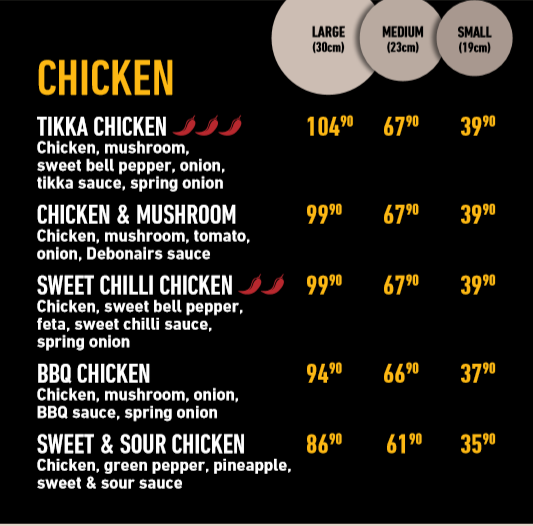 LARGE MEDIUM SMALL
(30cm) (23cm) (19cm)
CHICKEN
TIKKA CHICKEN 104⁹⁰ 67⁹⁰ 39⁹⁰
Chicken, mushroom,
sweet bell pepper, onion,
tikka sauce, spring onion
CHICKEN & MUSHROOM 99⁹⁰ 67⁹⁰ 39⁹⁰
Chicken, mushroom, tomato,
onion, Debonairs sauce
SWEET CHILLI CHICKEN 99⁹⁰ 67⁹⁰ 39⁹⁰
Chicken, sweet bell pepper,
feta, sweet chilli sauce,
spring onion
BBQ CHICKEN 94⁹⁰ 66⁹⁰ 37⁹⁰
Chicken, mushroom, onion,
BBQ sauce, spring onion
SWEET & SOUR CHICKEN 86⁹⁰ 61⁹⁰ 35⁹⁰
Chicken, green pepper, pineapple,
sweet & sour sauce